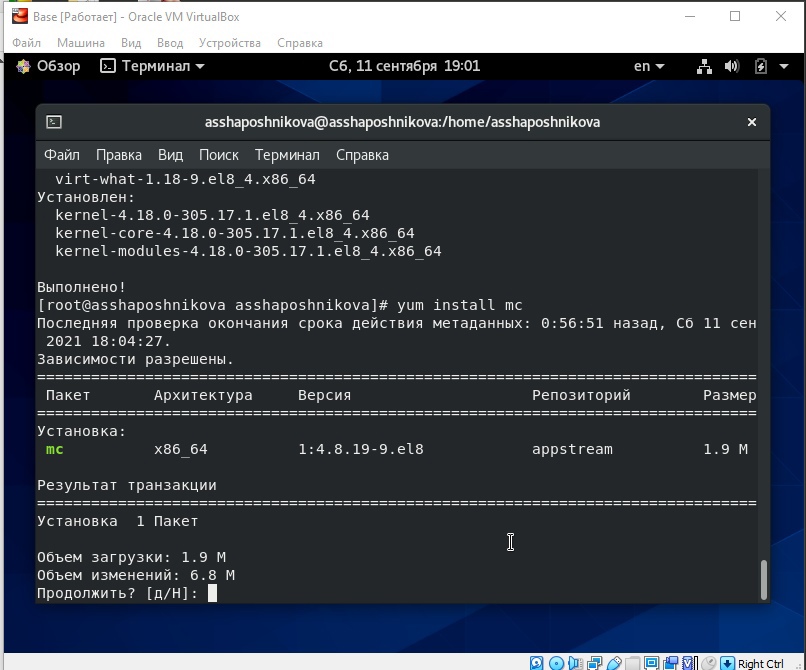 Base [Работает] - Oracle VM VirtualBox
Файл Машина Вид Ввод Устройства Справка
Обзор Терминал Сб, 11 сентября 19:01 en
asshaposhnikova@asshaposhnikova:/home/asshaposhnikova
Файл Правка Вид Поиск Терминал Справка
virt-what-1.18-9.el8_4.x86_64
Установлен:
kernel-4.18.0-305.17.1.el8_4.x86_64
kernel-core-4.18.0-305.17.1.el8_4.x86_64
kernel-modules-4.18.0-305.17.1.el8_4.x86_64
Выполнено!
[root@asshaposhnikova asshaposhnikova]# yum install mc
Последняя проверка окончания срока действия метаданных: 0:56:51 назад, Сб 11 сен
2021 18:04:27.
Зависимости разрешены.
================================================================================
Пакет Архитектура Версия Репозиторий Размер
================================================================================
Установка:
mc x86_64 1:4.8.19-9.el8 appstream 1.9 M
Результат транзакции
================================================================================
Установка 1 Пакет
Объем загрузки: 1.9 M
Объем изменений: 6.8 M
Продолжить? [д/Н]:
Right Ctrl